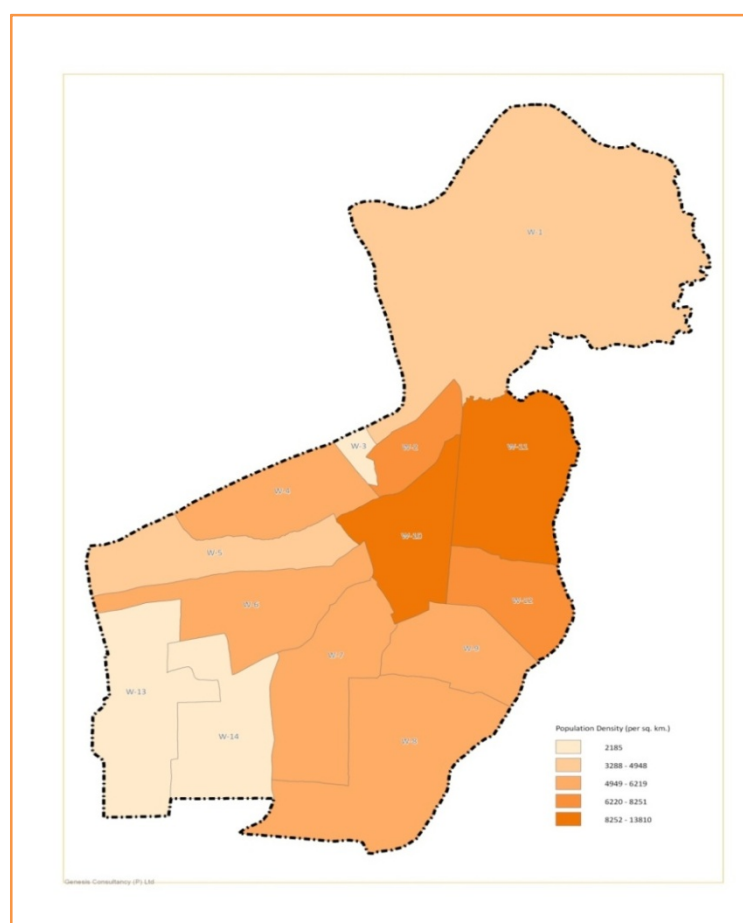 W-1
W-3
W-2
W-11
W-4
W-10
W-5
W-12
W-6
W-7
W-9
W-13
W-14
W-8
Population Density (per sq. km.)
2185
3288 - 4948
4949 - 6219
6220 - 8251
8252 - 13810
Genesis Consultancy (P) Ltd